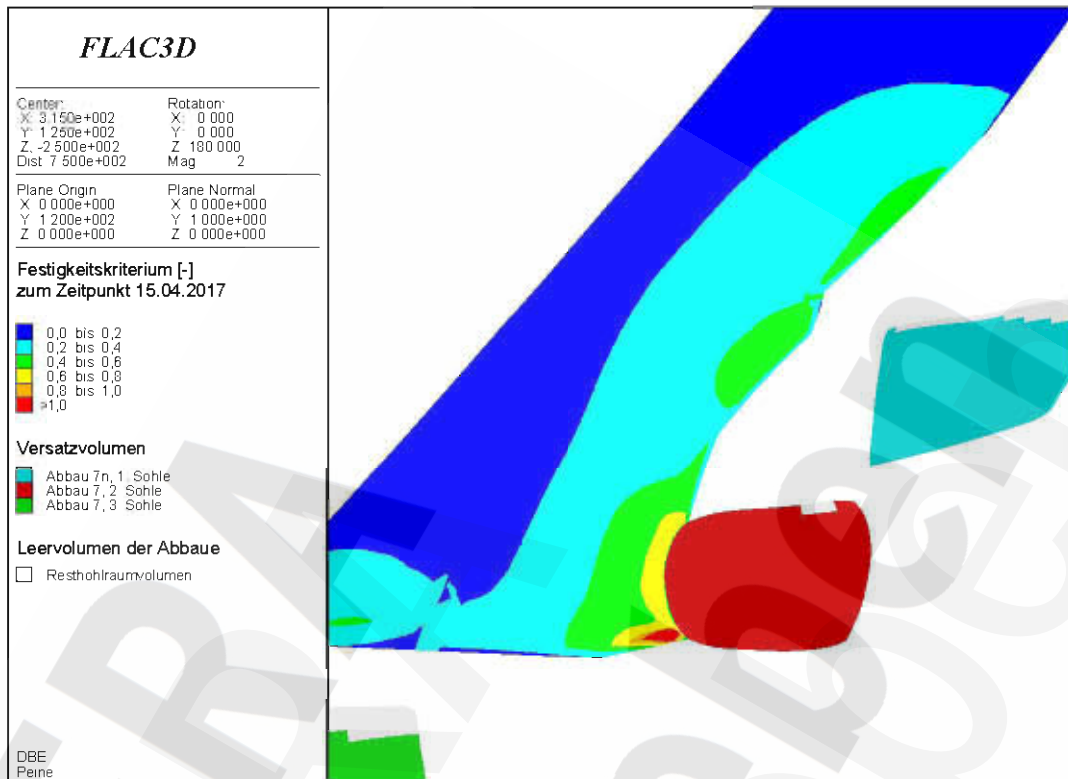 FLAC3D
Center: Rotation:
X: 3.150e+002 X: 0.000
Y: 1.250e+002 Y: 0.000
Z: -2.500e+002 Z: 180.000
Dist: 7.500e+002 Mag.: 2
Plane Origin Plane Normal
X: 0.000e+000 X: 0.000e+000
Y: 1.200e+002 Y: 1.000e+000
Z: 0.000e+000 Z: 0.000e+000
Festigkeitskriterium [-]
zum Zeitpunkt 15.04.2017
0,0 bis 0,2
0,2 bis 0,4
0,4 bis 0,6
0,6 bis 0,8
0,8 bis 1,0
>1,0
Versatzvolumen
Abbau 7n, 1. Sohle
Abbau 7, 2. Sohle
Abbau 7, 3. Sohle
Leervolumen der Abbaue
Resthohlraumvolumen
DBE
Peine